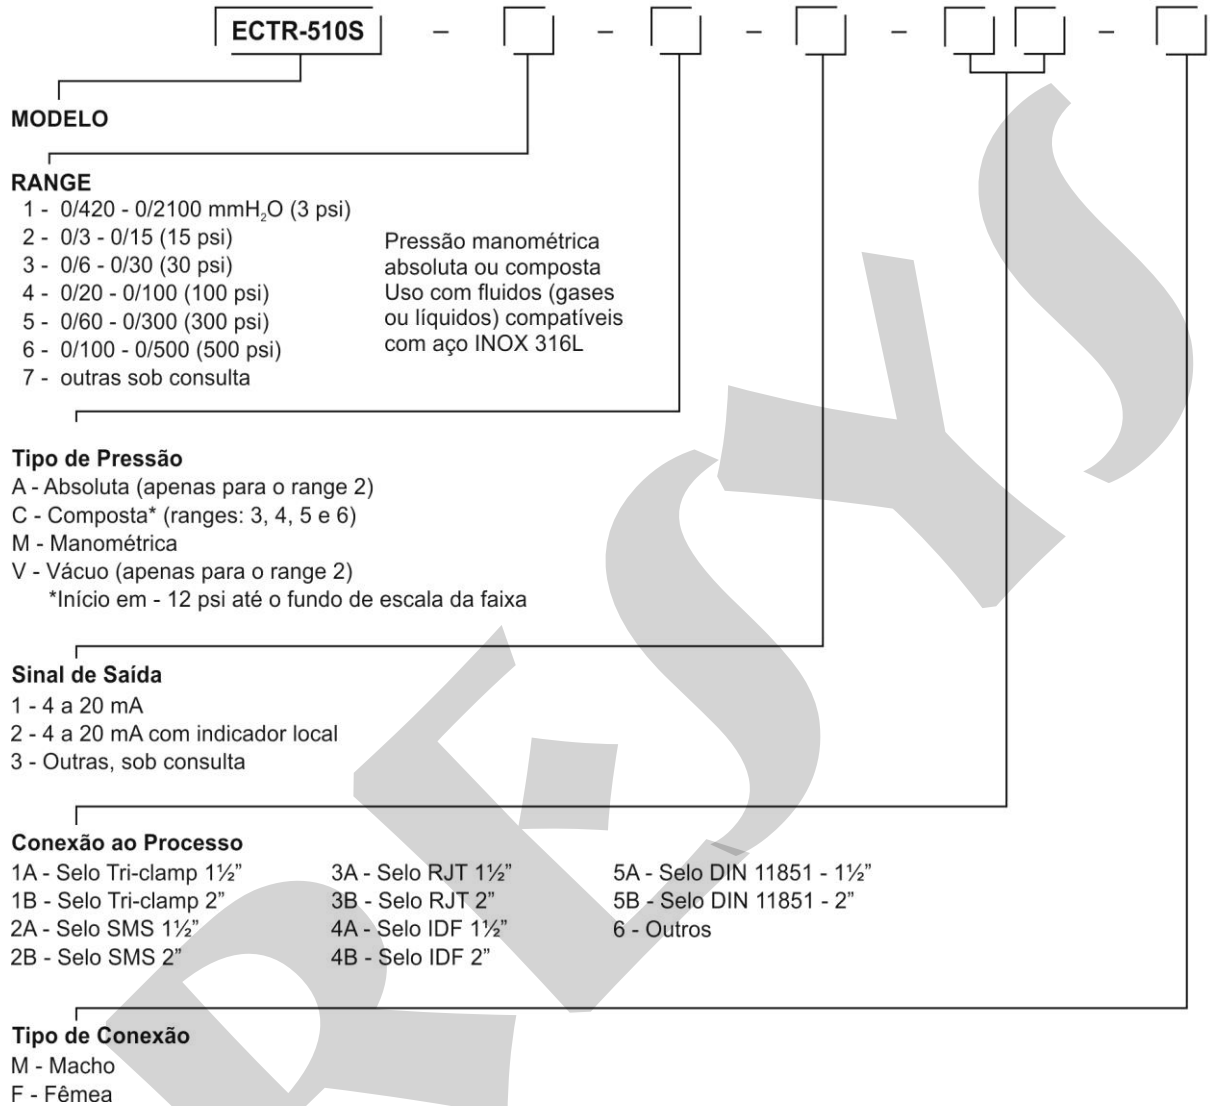 ECTR-510S - - - - -
MODELO
RANGE
1 - 0/420 - 0/2100 mmH₂O (3 psi)
2 - 0/3 - 0/15 (15 psi)
3 - 0/6 - 0/30 (30 psi)
4 - 0/20 - 0/100 (100 psi)
5 - 0/60 - 0/300 (300 psi)
6 - 0/100 - 0/500 (500 psi)
7 - outras sob consulta
Pressão manométrica
absoluta ou composta
Uso com fluidos (gases
ou líquidos) compatíveis
com aço INOX 316L
Tipo de Pressão
A - Absoluta (apenas para o range 2)
C - Composta* (ranges: 3, 4, 5 e 6)
M - Manométrica
V - Vácuo (apenas para o range 2)
*Início em - 12 psi até o fundo de escala da faixa
Sinal de Saída
1 - 4 a 20 mA
2 - 4 a 20 mA com indicador local
3 - Outras, sob consulta
Conexão ao Processo
1A - Selo Tri-clamp 1½”
1B - Selo Tri-clamp 2”
2A - Selo SMS 1½”
2B - Selo SMS 2”
3A - Selo RJT 1½”
3B - Selo RJT 2”
4A - Selo IDF 1½”
4B - Selo IDF 2”
5A - Selo DIN 11851 - 1½”
5B - Selo DIN 11851 - 2”
6 - Outros
Tipo de Conexão
M - Macho
F - Fêmea
RESYS